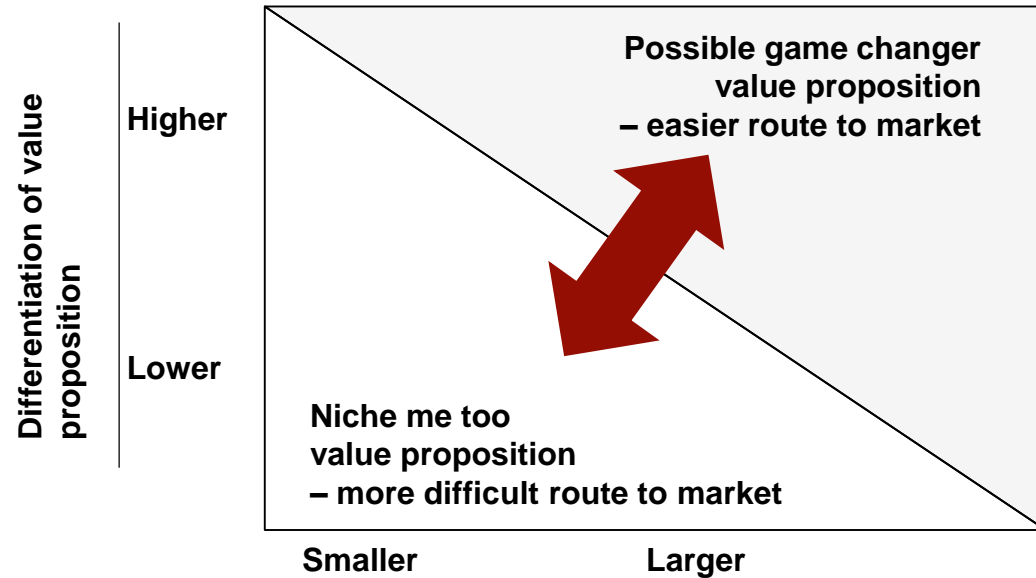 Differentiation of value
proposition
Higher
Lower
Possible game changer
value proposition
– easier route to market
Niche me too
value proposition
– more difficult route to market
Smaller
Larger